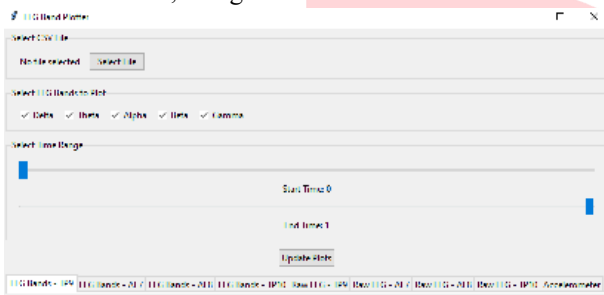 EEG Band Plotter
Select CSV File
No file selected Select File
Select EEG Bands to Plot
Delta Theta Alpha Beta Gamma
Select Time Range
Start Time: 0
End Time: 1
Update Plots
EEG Bands - TP9 EEG Bands - AF7 EEG Bands - AF8 EEG Bands - TP10 Raw EEG - TP9 Raw EEG - AF7 Raw EEG - AF8 Raw EEG - TP10 Accelerometer